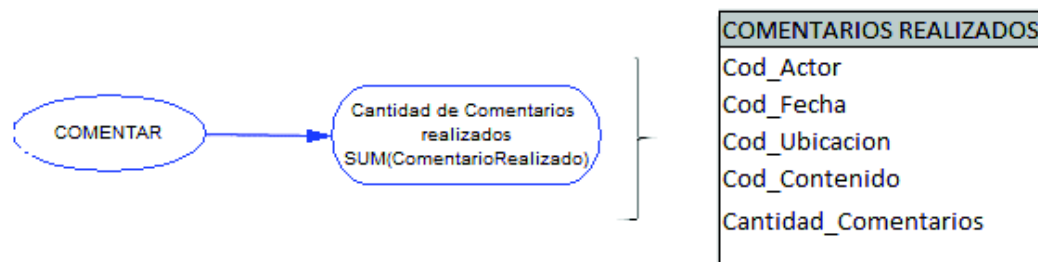 COMENTAR
Cantidad de Comentarios
realizados
SUM(ComentarioRealizado)
COMENTARIOS REALIZADOS
Cod_Actor
Cod_Fecha
Cod_Ubicacion
Cod_Contenido
Cantidad_Comentarios